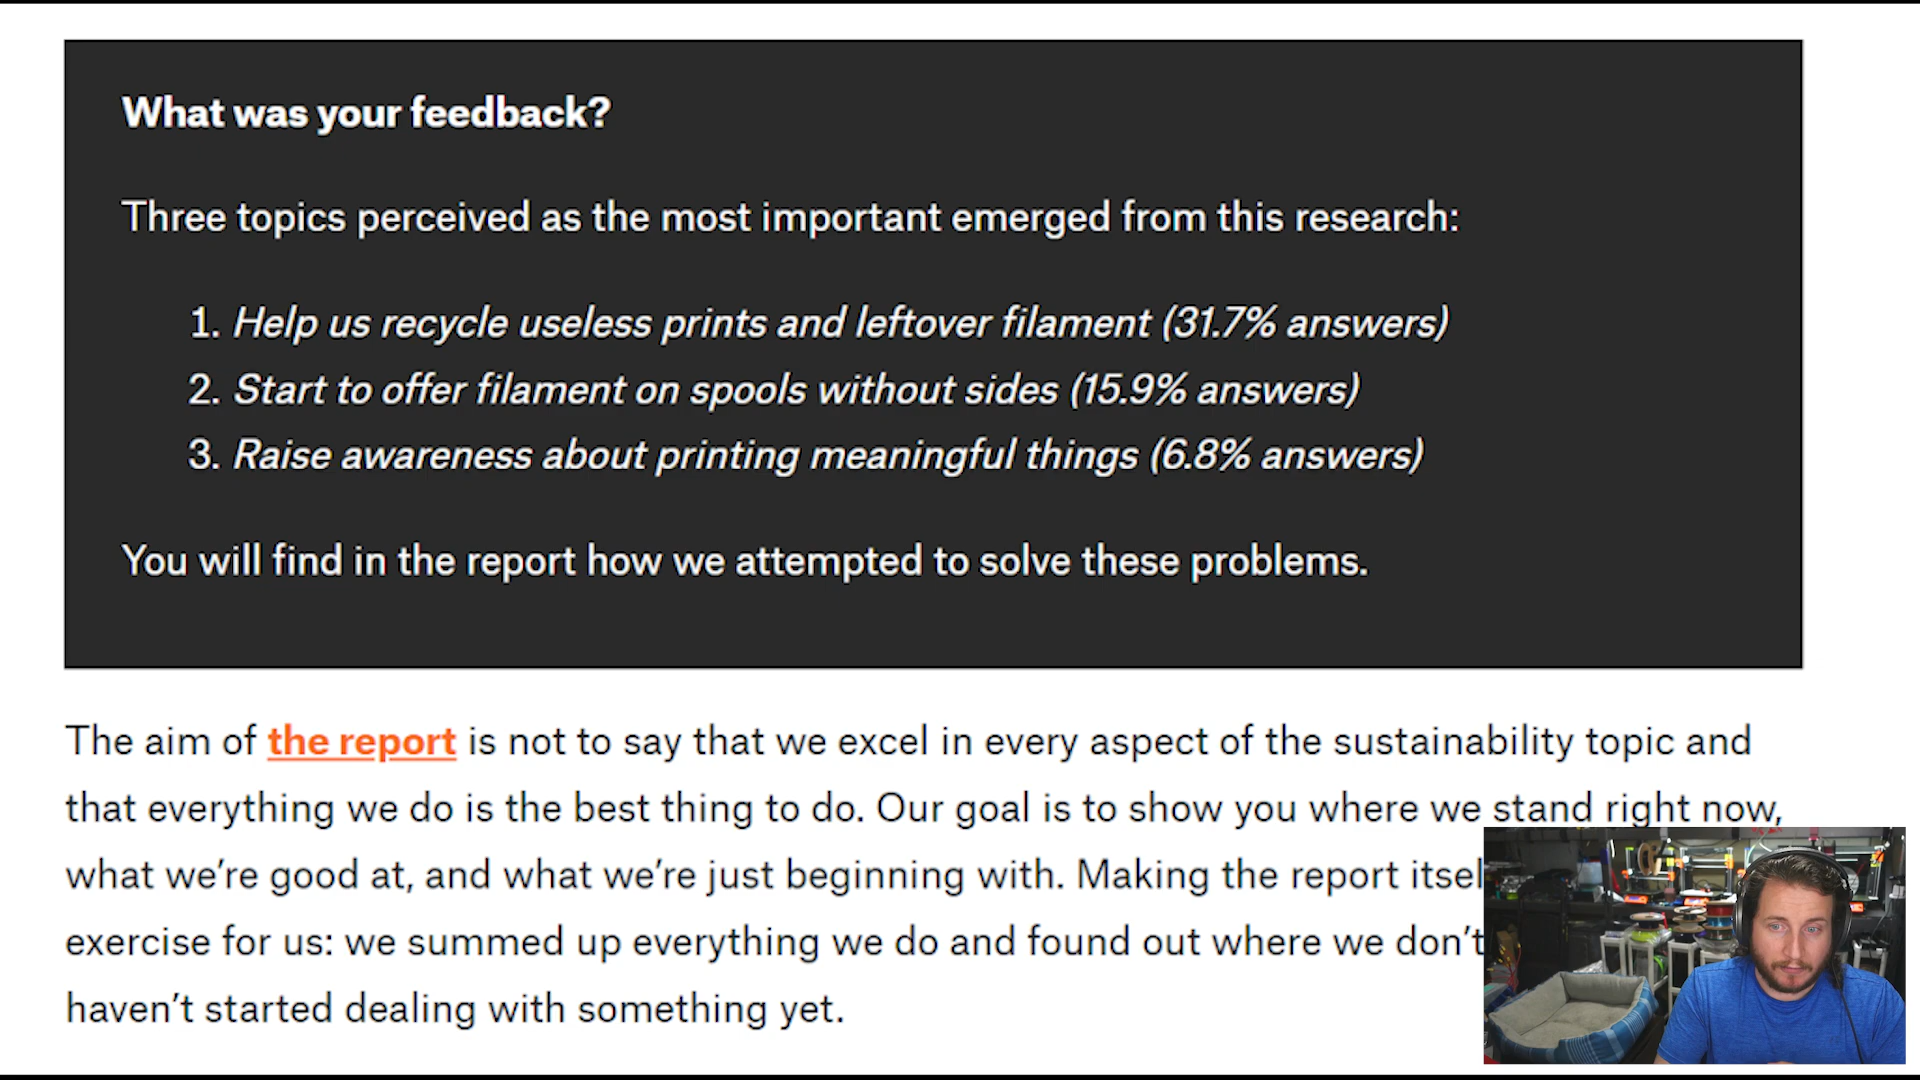 What was your feedback?
Three topics perceived as the most important emerged from this research:
1. Help us recycle useless prints and leftover filament (31.7% answers)
2. Start to offer filament on spools without sides (15.9% answers)
3. Raise awareness about printing meaningful things (6.8% answers)
You will find in the report how we attempted to solve these problems.
The aim of the report is not to say that we excel in every aspect of the sustainability topic and
that everything we do is the best thing to do. Our goal is to show you where we stand right now,
what we're good at, and what we're just beginning with. Making the report itsel
exercise for us: we summed up everything we do and found out where we don't
haven't started dealing with something yet.